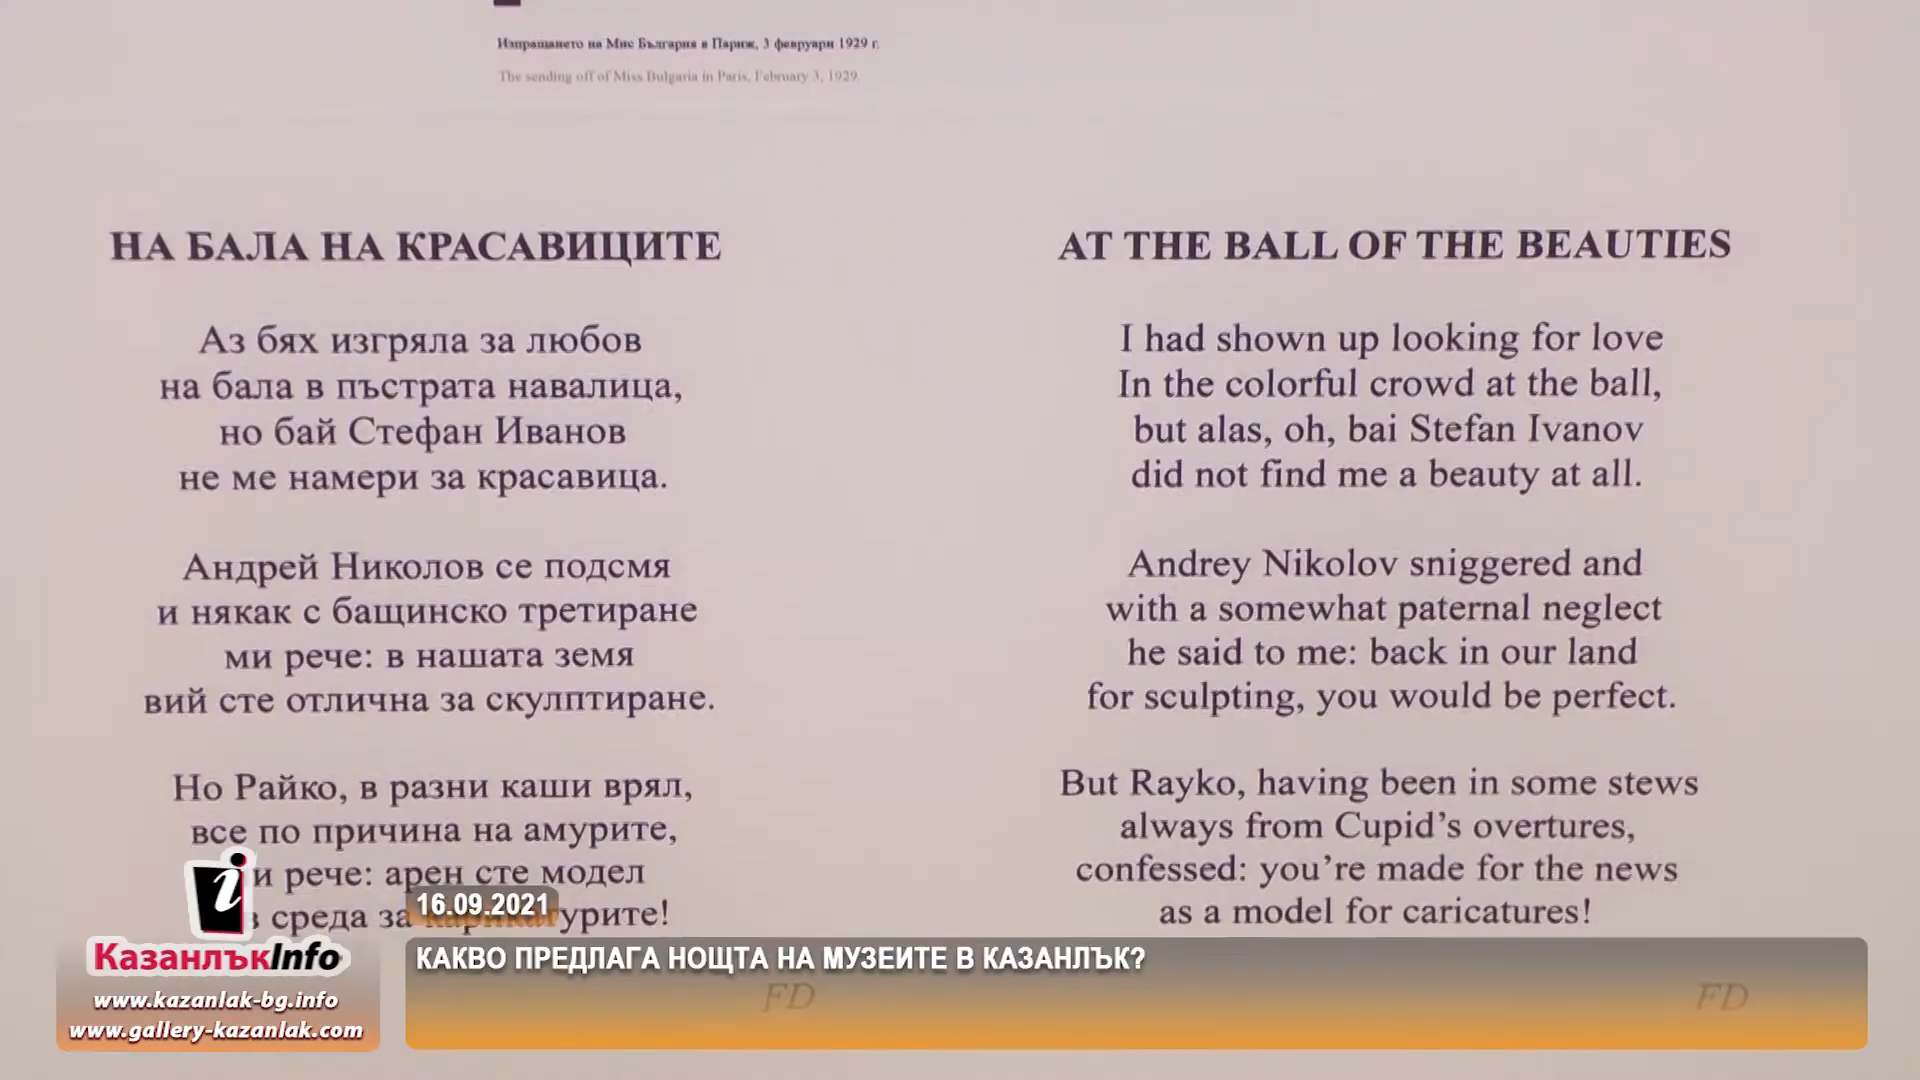 Изпращането на Мис България в Париж, 3 февруари 1929 г.
The sending off of Miss Bulgaria in Paris, February 3, 1929.
НА БАЛА НА КРАСАВИЦИТЕ
Аз бях изгряла за любов
на бала в пъстрата навалица,
но бай Стефан Иванов
не ме намери за красавица.
Андрей Николов се подсмя
и някак с бащинско третиране
ми рече: в нашата земя
вий сте отлична за скулптиране.
Но Райко, в разни каши врял,
все по причина на амурите,
и рече: арен сте модел
в среда за
урите!
FD
AT THE BALL OF THE BEAUTIES
I had shown up looking for love
In the colorful crowd at the ball,
but alas, oh, bai Stefan Ivanov
did not find me a beauty at all.
Andrey Nikolov sniggered and
with a somewhat paternal neglect
he said to me: back in our land
for sculpting, you would be perfect.
But Rayko, having been in some stews
always from Cupid’s overtures,
confessed: you’re made for the news
as a model for caricatures!
FD
i
КазанлъкInfo
www.kazanlak-bg.info
www.gallery-kazanlak.com
16.09.2021
КАКВО ПРЕДЛАГА НОЩТА НА МУЗЕИТЕ В КАЗАНЛЪК?